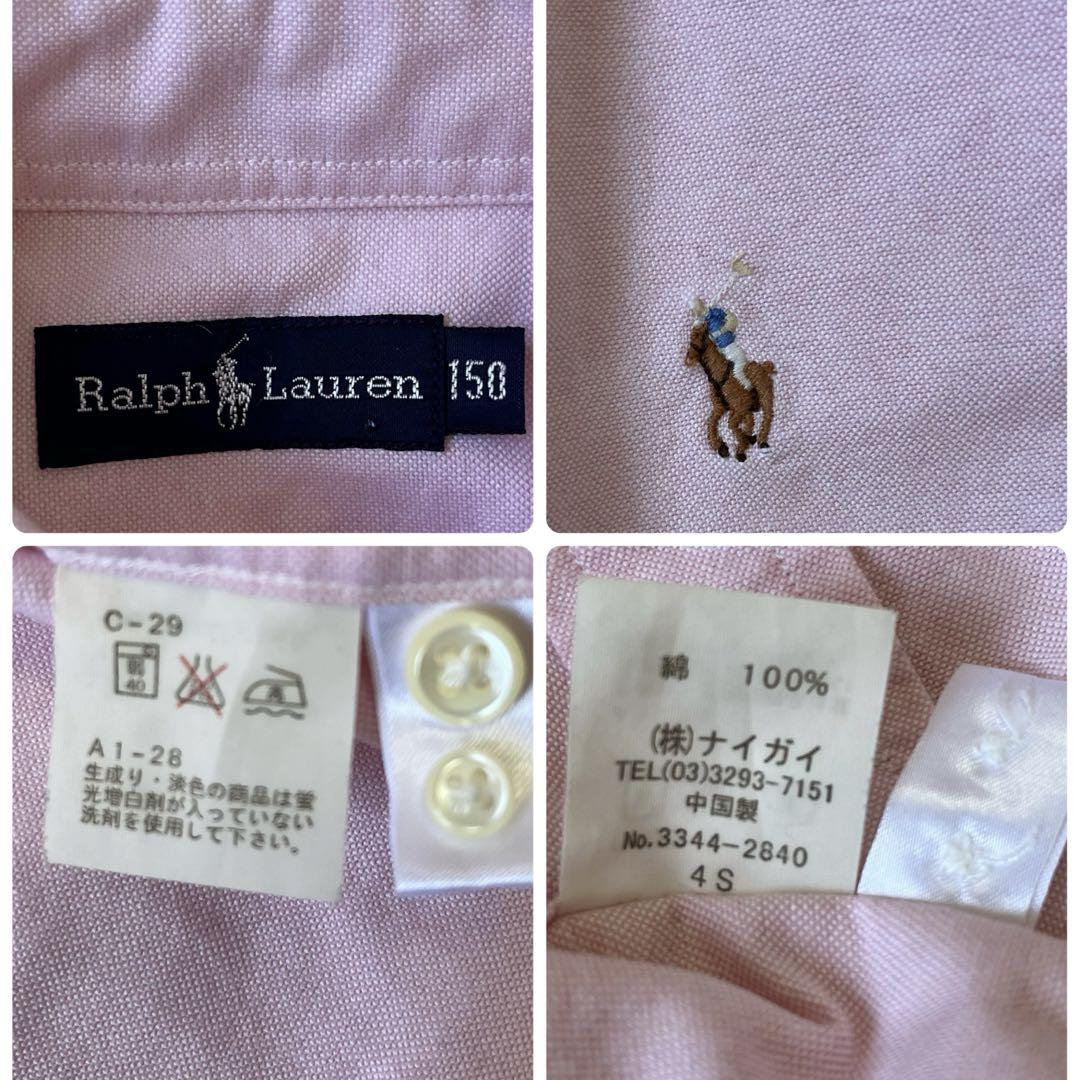 Ralph Lauren 150
C-29
弱
40
A1-28
生成り・淡色の商品は蛍
光増白剤が入っていない
洗剤を使用して下さい。
綿 100%
(株)ナイガイ
TEL(03)3293-7151
中国製
No.3344-2840
4S